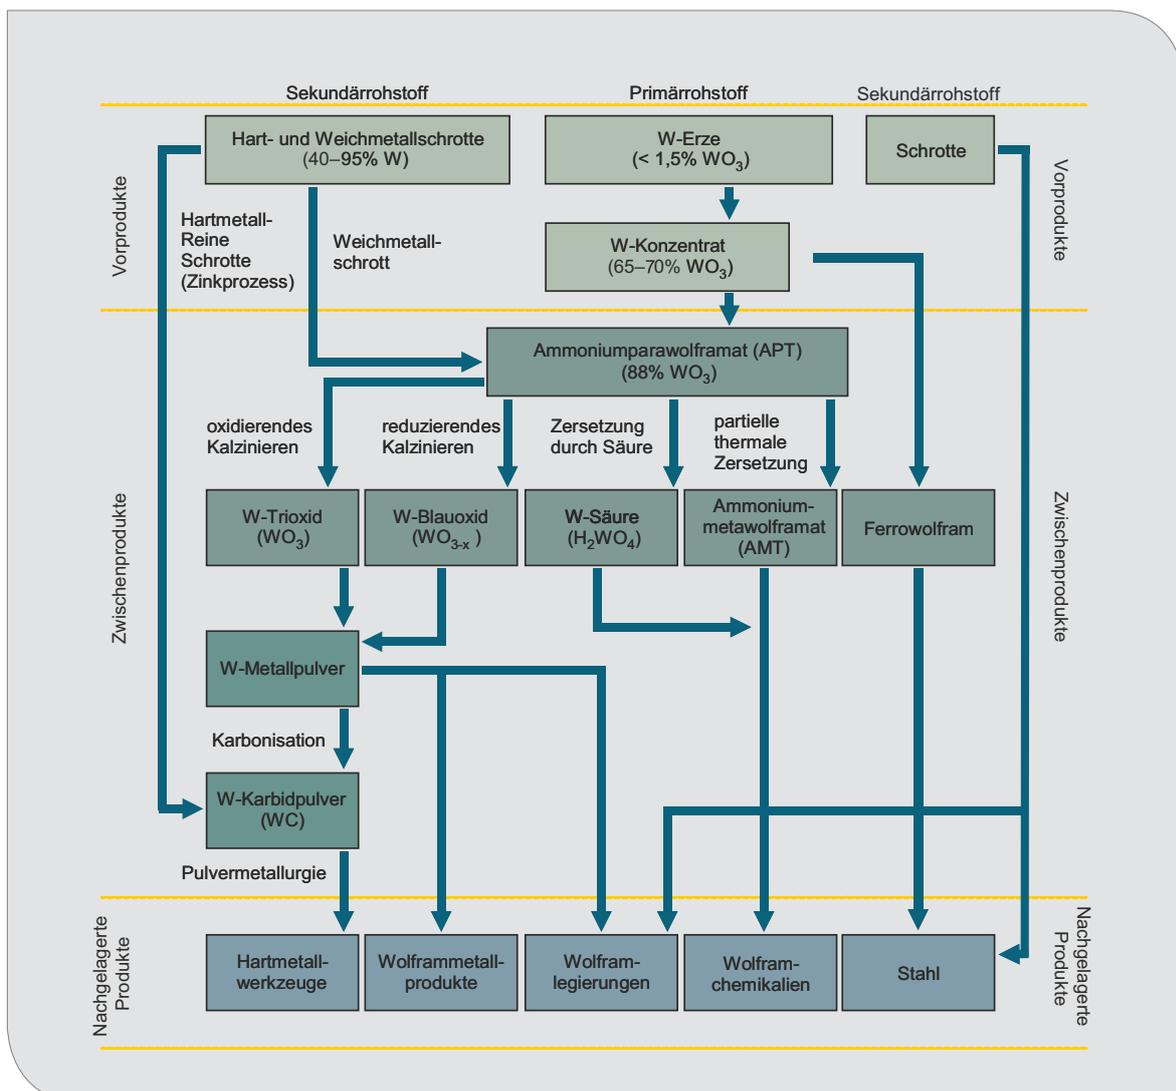 Sekundärrohstoff
Primärrohstoff
Sekundärrohstoff
Vorprodukte
Hart- und Weichmetallschrotte
(40–95% W)
W-Erze
(< 1,5% WO₃)
Schrotte
Vorprodukte
Hartmetall-
Reine
Schrotte
(Zinkprozess)
Weichmetall-
schrott
W-Konzentrat
(65–70% WO₃)
Zwischenprodukte
Ammoniumparawolframat (APT)
(88% WO₃)
Zwischenprodukte
oxidierendes
Kalzinieren
reduzierendes
Kalzinieren
Zersetzung
durch Säure
partielle
thermale
Zersetzung
W-Trioxid
(WO₃)
W-Blauoxid
(WO₃₋ₓ )
W-Säure
(H₂WO₄)
Ammonium-
metawolframat
(AMT)
Ferrowolfram
W-Metallpulver
Karbonisation
W-Karbidpulver
(WC)
Pulvermetallurgie
Nachgelagerte
Produkte
Hartmetall-
werkzeuge
Wolframmetall-
produkte
Wolfram-
legierungen
Wolfram-
chemikalien
Stahl
Nachgelagerte
Produkte